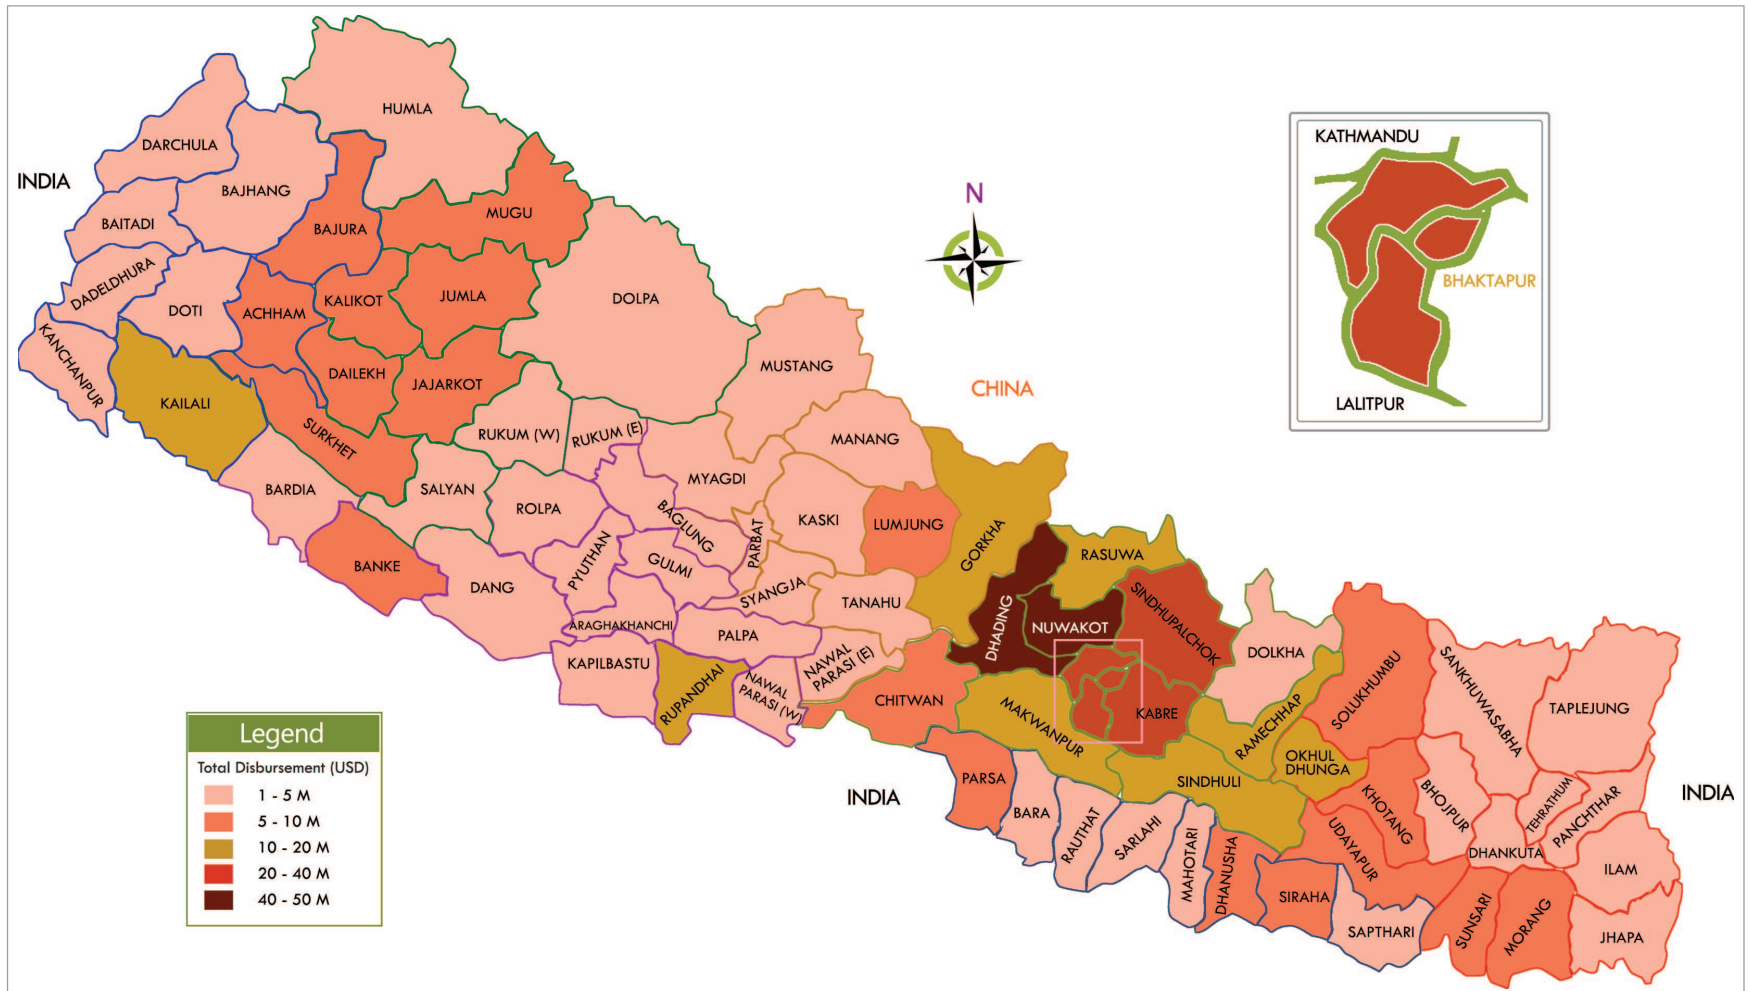 HUMLA
KATHMANDU
DARCHULA
INDIA
BAJHANG
N
MUGU
BAITADI
BAJURA
DADELDHURA
BHAKTAPUR
DOLPA
JUMLA
KALIKOT
DOTI
ACHHAM
KANCHANPUR
MUSTANG
DAILEKH
JAJARKOT
CHINA
KAILALI
LALITPUR
SURKHET
RUKUM (W)
RUKUM (E)
MANANG
MYAGDI
BARDIA
SALYAN
ROLPA
BAGLUNG
PARBAT
KASKI
LUMJUNG
GORKHA
RASUWA
BANKE
PYUTHAN
GULMI
DANG
SYANGJA
TANAHU
SINDHUPALCHOK
DHADING
NUWAKOT
ARAGHAKHANCHI
PALPA
DOLKHA
KAPILBASTU
NAWAL
PARASI (E)
NAWAL
PARASI (W)
RUPANDHAI
CHITWAN
MAKWANPUR
KABRE
RAMECHHAP
SOLUKHUMBU
SANKHUWASABHA
TAPLEJUNG
OKHUL
DHUNGA
SINDHULI
PARSA
INDIA
INDIA
BARA
RAUTHAT
SARLAHI
MAHOTARI
DHANUSHA
SIRAHA
SAPTHARI
UDAYAPUR
KHOTANG
BHOJPUR
TEHRATHUM
PANCHTHAR
DHANKUTA
ILAM
SUNSARI
MORANG
JHAPA
Legend
Total Disbursement (USD)
1 - 5 M
5 - 10 M
10 - 20 M
20 - 40 M
40 - 50 M